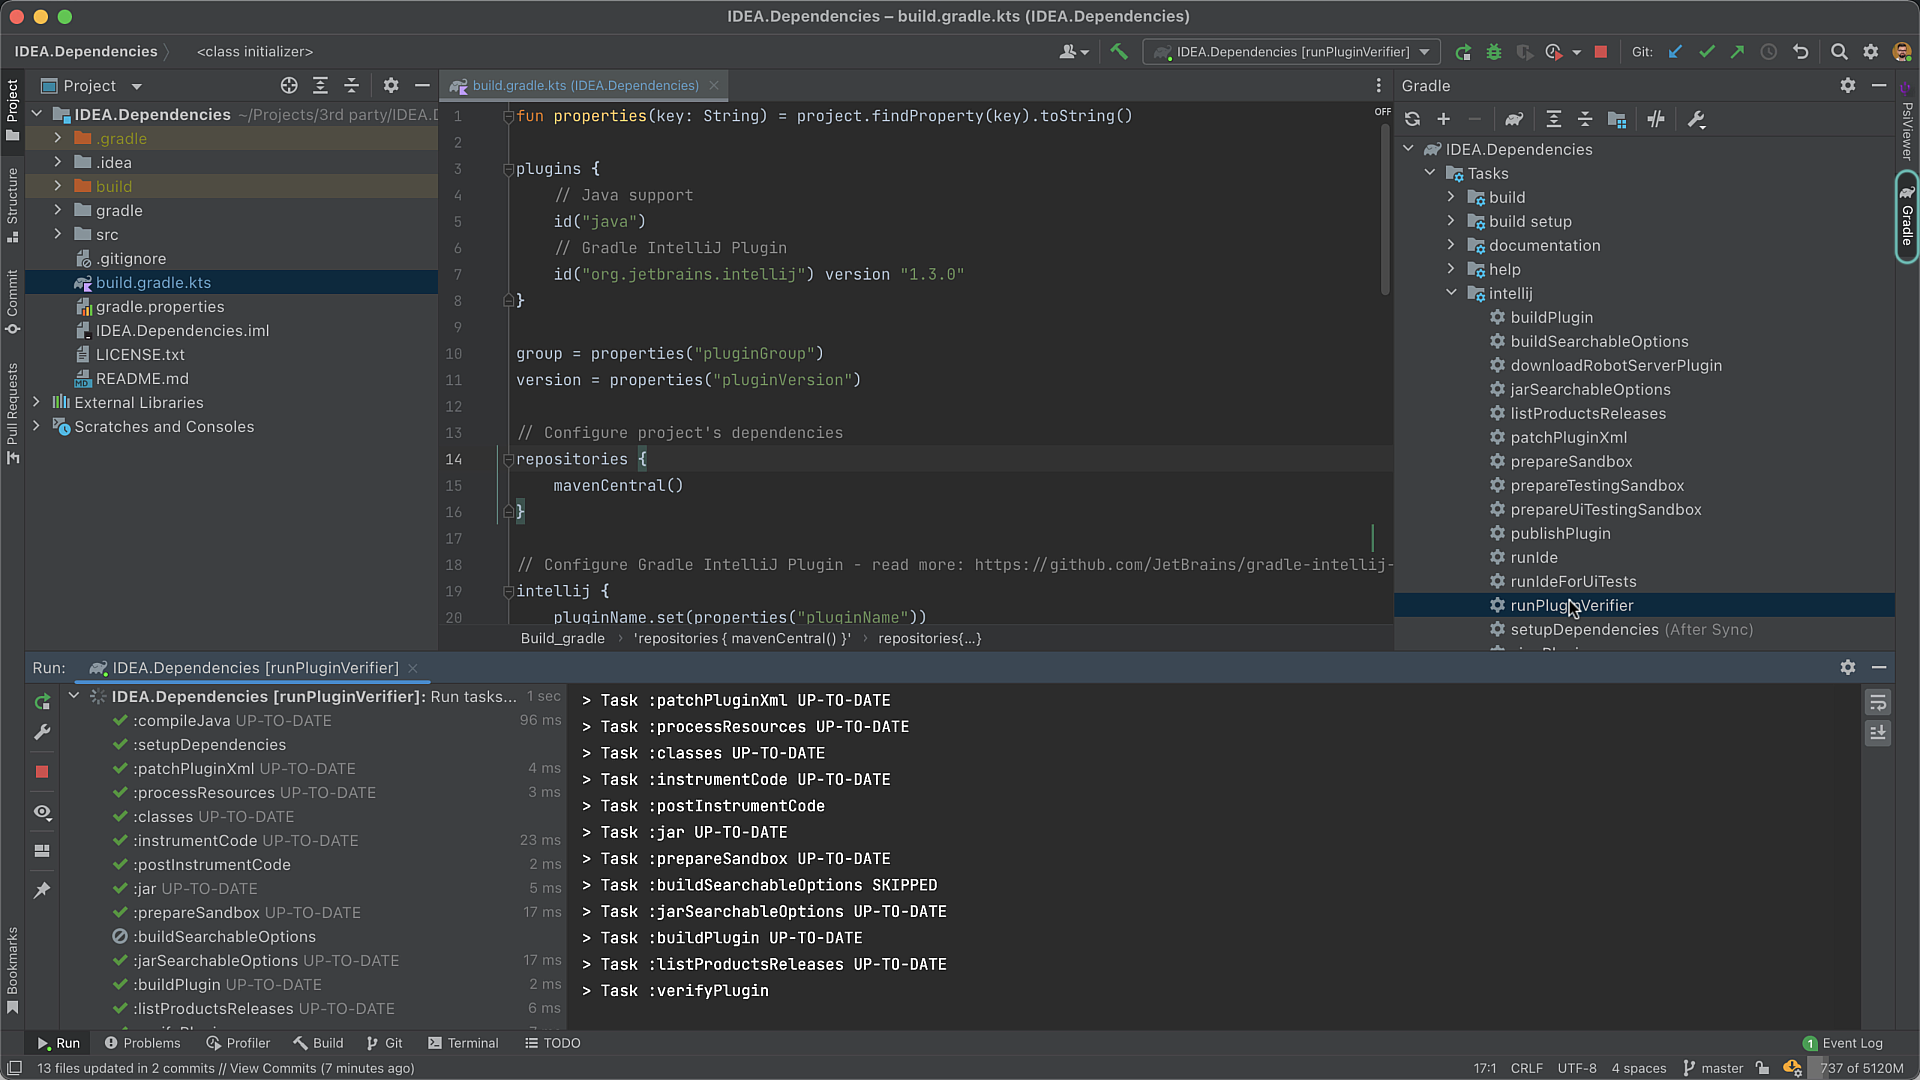 IDEA.Dependencies – build.gradle.kts (IDEA.Dependencies)
IDEA.Dependencies
<class initializer>
IDEA.Dependencies [runPluginVerifier]
Git:
Project
IDEA.Dependencies ~/Projects/3rd party/IDEA.D
.gradle
.idea
build
gradle
src
.gitignore
build.gradle.kts
gradle.properties
IDEA.Dependencies.iml
LICENSE.txt
README.md
External Libraries
Scratches and Consoles
Project
Structure
Commit
Pull Requests
Bookmarks
build.gradle.kts (IDEA.Dependencies)
OFF
1 fun properties(key: String) = project.findProperty(key).toString()
2
3 plugins {
4 // Java support
5 id("java")
6 // Gradle IntelliJ Plugin
7 id("org.jetbrains.intellij") version "1.3.0"
8 }
9
10 group = properties("pluginGroup")
11 version = properties("pluginVersion")
12
13 // Configure project's dependencies
14 repositories {
15 mavenCentral()
16 }
17
18 // Configure Gradle IntelliJ Plugin - read more: https://github.com/JetBrains/gradle-intellij-
19 intellij {
20 pluginName.set(properties("pluginName"))
Build_gradle › 'repositories { mavenCentral() }' › repositories{...}
Gradle
IDEA.Dependencies
Tasks
build
build setup
documentation
help
intellij
buildPlugin
buildSearchableOptions
downloadRobotServerPlugin
jarSearchableOptions
listProductsReleases
patchPluginXml
prepareSandbox
prepareTestingSandbox
prepareUiTestingSandbox
publishPlugin
runIde
runIdeForUiTests
runPluginVerifier
setupDependencies (After Sync)
PsiViewer
Gradle
Run: IDEA.Dependencies [runPluginVerifier]
IDEA.Dependencies [runPluginVerifier]: Run tasks... 1 sec
:compileJava UP-TO-DATE 96 ms
:setupDependencies
:patchPluginXml UP-TO-DATE 4 ms
:processResources UP-TO-DATE 3 ms
:classes UP-TO-DATE
:instrumentCode UP-TO-DATE 23 ms
:postInstrumentCode 2 ms
:jar UP-TO-DATE 5 ms
:prepareSandbox UP-TO-DATE 17 ms
:buildSearchableOptions
:jarSearchableOptions UP-TO-DATE 17 ms
:buildPlugin UP-TO-DATE 2 ms
:listProductsReleases UP-TO-DATE 6 ms
> Task :patchPluginXml UP-TO-DATE
> Task :processResources UP-TO-DATE
> Task :classes UP-TO-DATE
> Task :instrumentCode UP-TO-DATE
> Task :postInstrumentCode
> Task :jar UP-TO-DATE
> Task :prepareSandbox UP-TO-DATE
> Task :buildSearchableOptions SKIPPED
> Task :jarSearchableOptions UP-TO-DATE
> Task :buildPlugin UP-TO-DATE
> Task :listProductsReleases UP-TO-DATE
> Task :verifyPlugin
Run Problems Profiler Build Git Terminal TODO 1 Event Log
13 files updated in 2 commits // View Commits (7 minutes ago) 17:1 CRLF UTF-8 4 spaces master 737 of 5120M